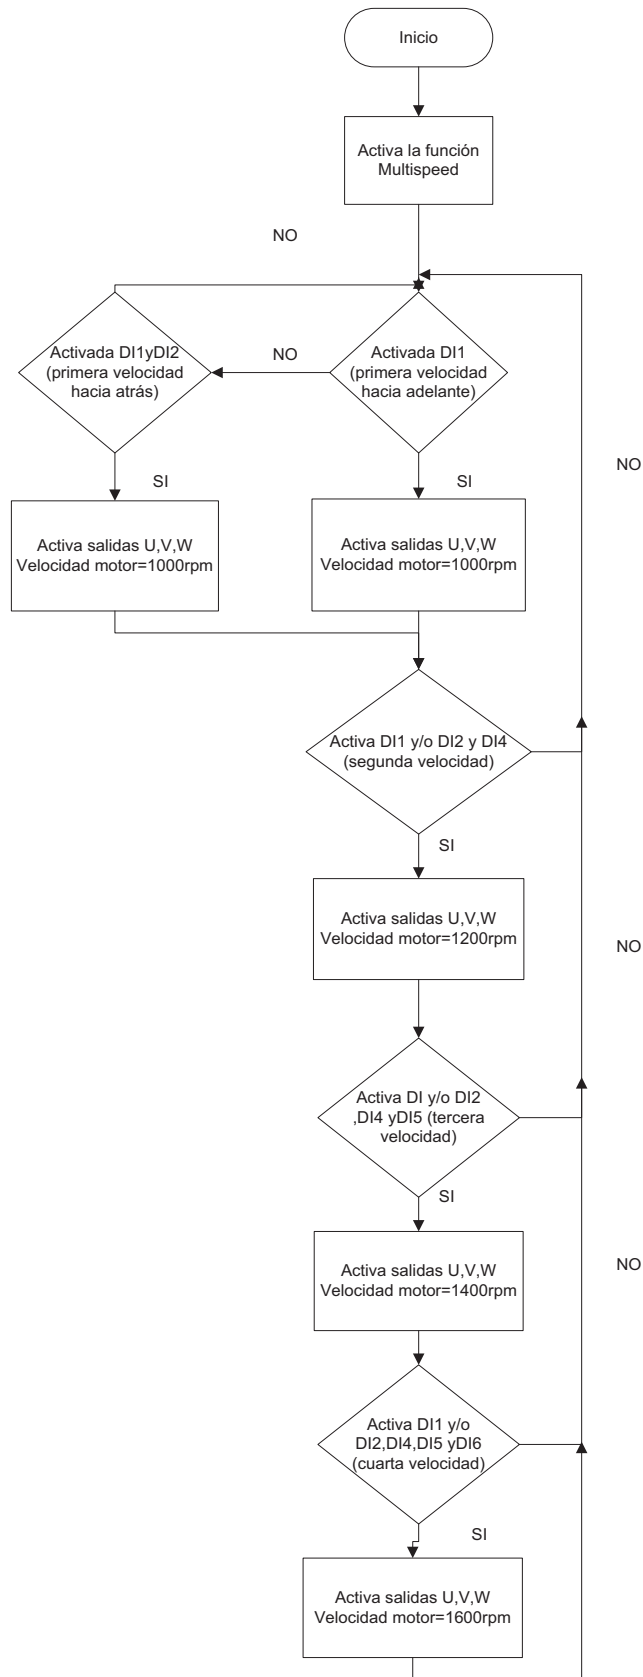 Inicio
Activa la función
Multispeed
NO
Activada DI1yDI2
(primera velocidad
hacia atrás)
NO
Activada DI1
(primera velocidad
hacia adelante)
NO
SI
SI
Activa salidas U,V,W
Velocidad motor=1000rpm
Activa salidas U,V,W
Velocidad motor=1000rpm
Activa DI1 y/o DI2 y DI4
(segunda velocidad)
SI
Activa salidas U,V,W
Velocidad motor=1200rpm
NO
Activa DI y/o DI2
,DI4 yDI5 (tercera
velocidad)
SI
Activa salidas U,V,W
Velocidad motor=1400rpm
NO
Activa DI1 y/o
DI2,DI4,DI5 yDI6
(cuarta velocidad)
SI
Activa salidas U,V,W
Velocidad motor=1600rpm